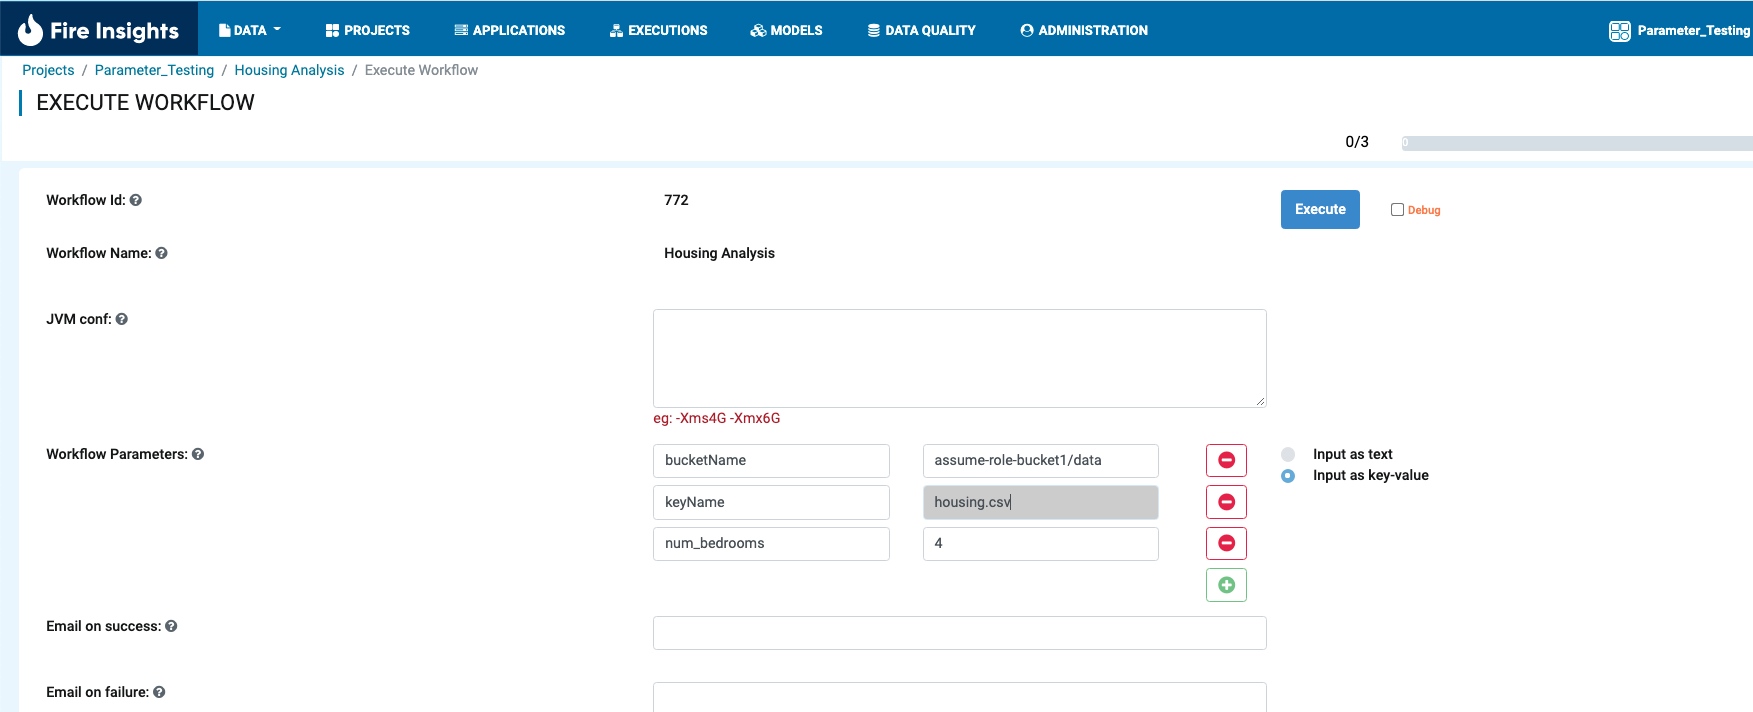 Fire Insights DATA PROJECTS APPLICATIONS EXECUTIONS MODELS DATA QUALITY ADMINISTRATION Parameter_Testing
Projects / Parameter_Testing / Housing Analysis / Execute Workflow
EXECUTE WORKFLOW
0/3 0
Workflow Id: 772 Execute Debug
Workflow Name: Housing Analysis
JVM conf:
eg: -Xms4G -Xmx6G
Workflow Parameters: bucketName assume-role-bucket1/data Input as text
Input as key-value
keyName housing.csv
num_bedrooms 4
Email on success:
Email on failure: